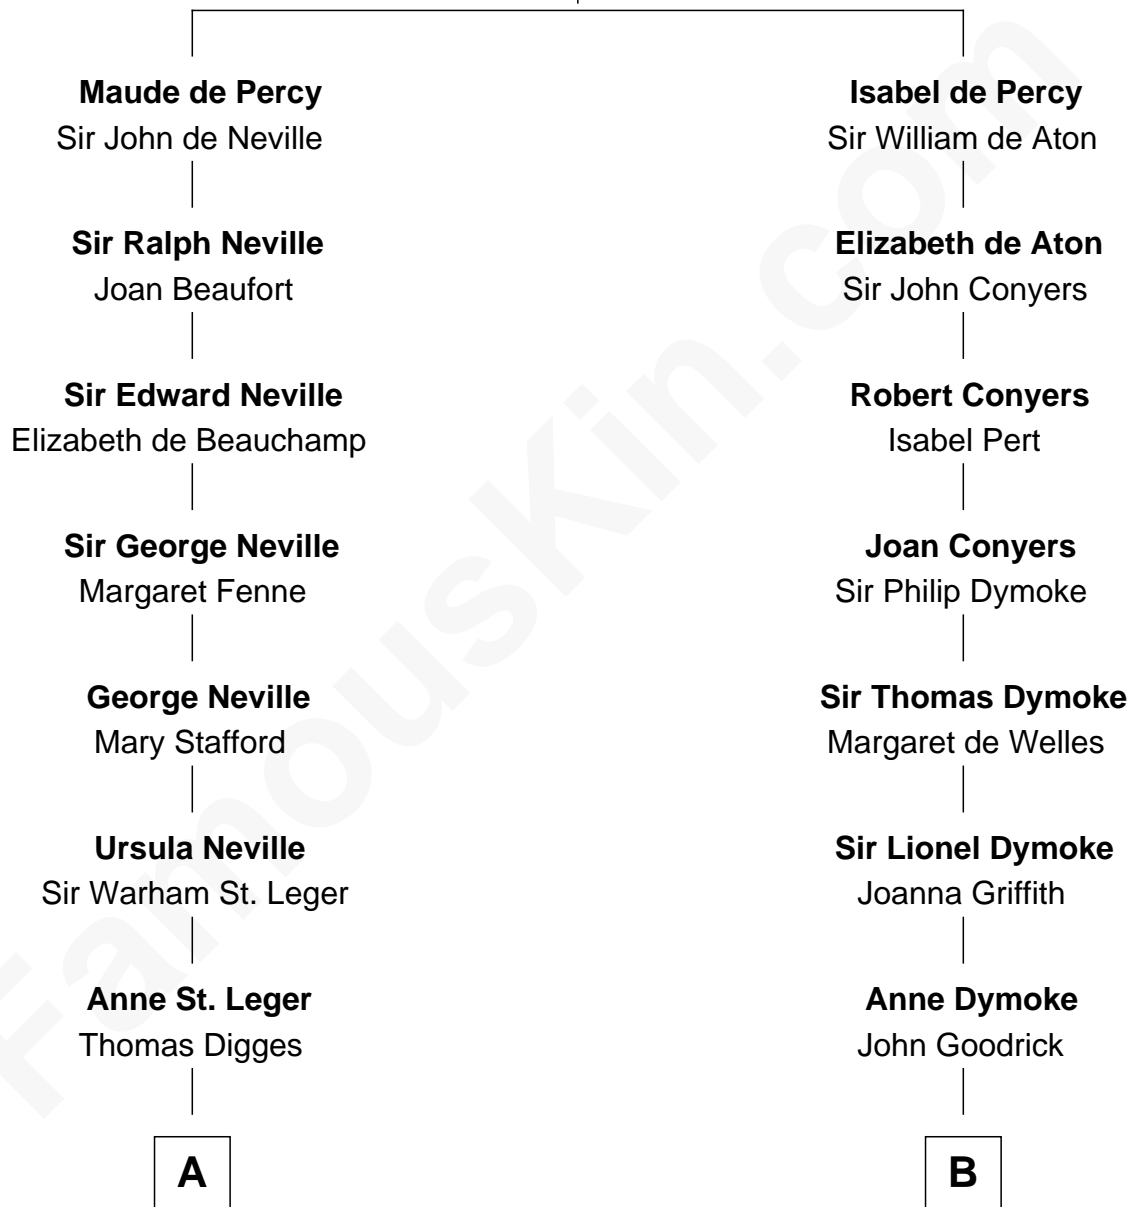 Maude de Percy
Sir John de Neville
Isabel de Percy
Sir William de Aton
Sir Ralph Neville
Joan Beaufort
Elizabeth de Aton
Sir John Conyers
Sir Edward Neville
Elizabeth de Beauchamp
Robert Conyers
Isabel Pert
Sir George Neville
Margaret Fenne
Joan Conyers
Sir Philip Dymoke
George Neville
Mary Stafford
Sir Thomas Dymoke
Margaret de Welles
Ursula Neville
Sir Warham St. Leger
Sir Lionel Dymoke
Joanna Griffith
Anne St. Leger
Thomas Digges
Anne Dymoke
John Goodrick
A
B
FamousKin.com